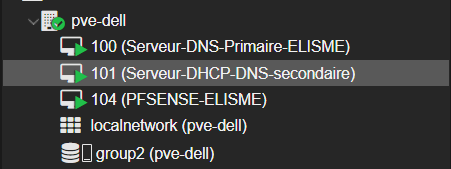 pve-dell
100 (Serveur-DNS-Primaire-ELISME)
101 (Serveur-DHCP-DNS-secondaire)
104 (PFSENSE-ELISME)
localnetwork (pve-dell)
group2 (pve-dell)